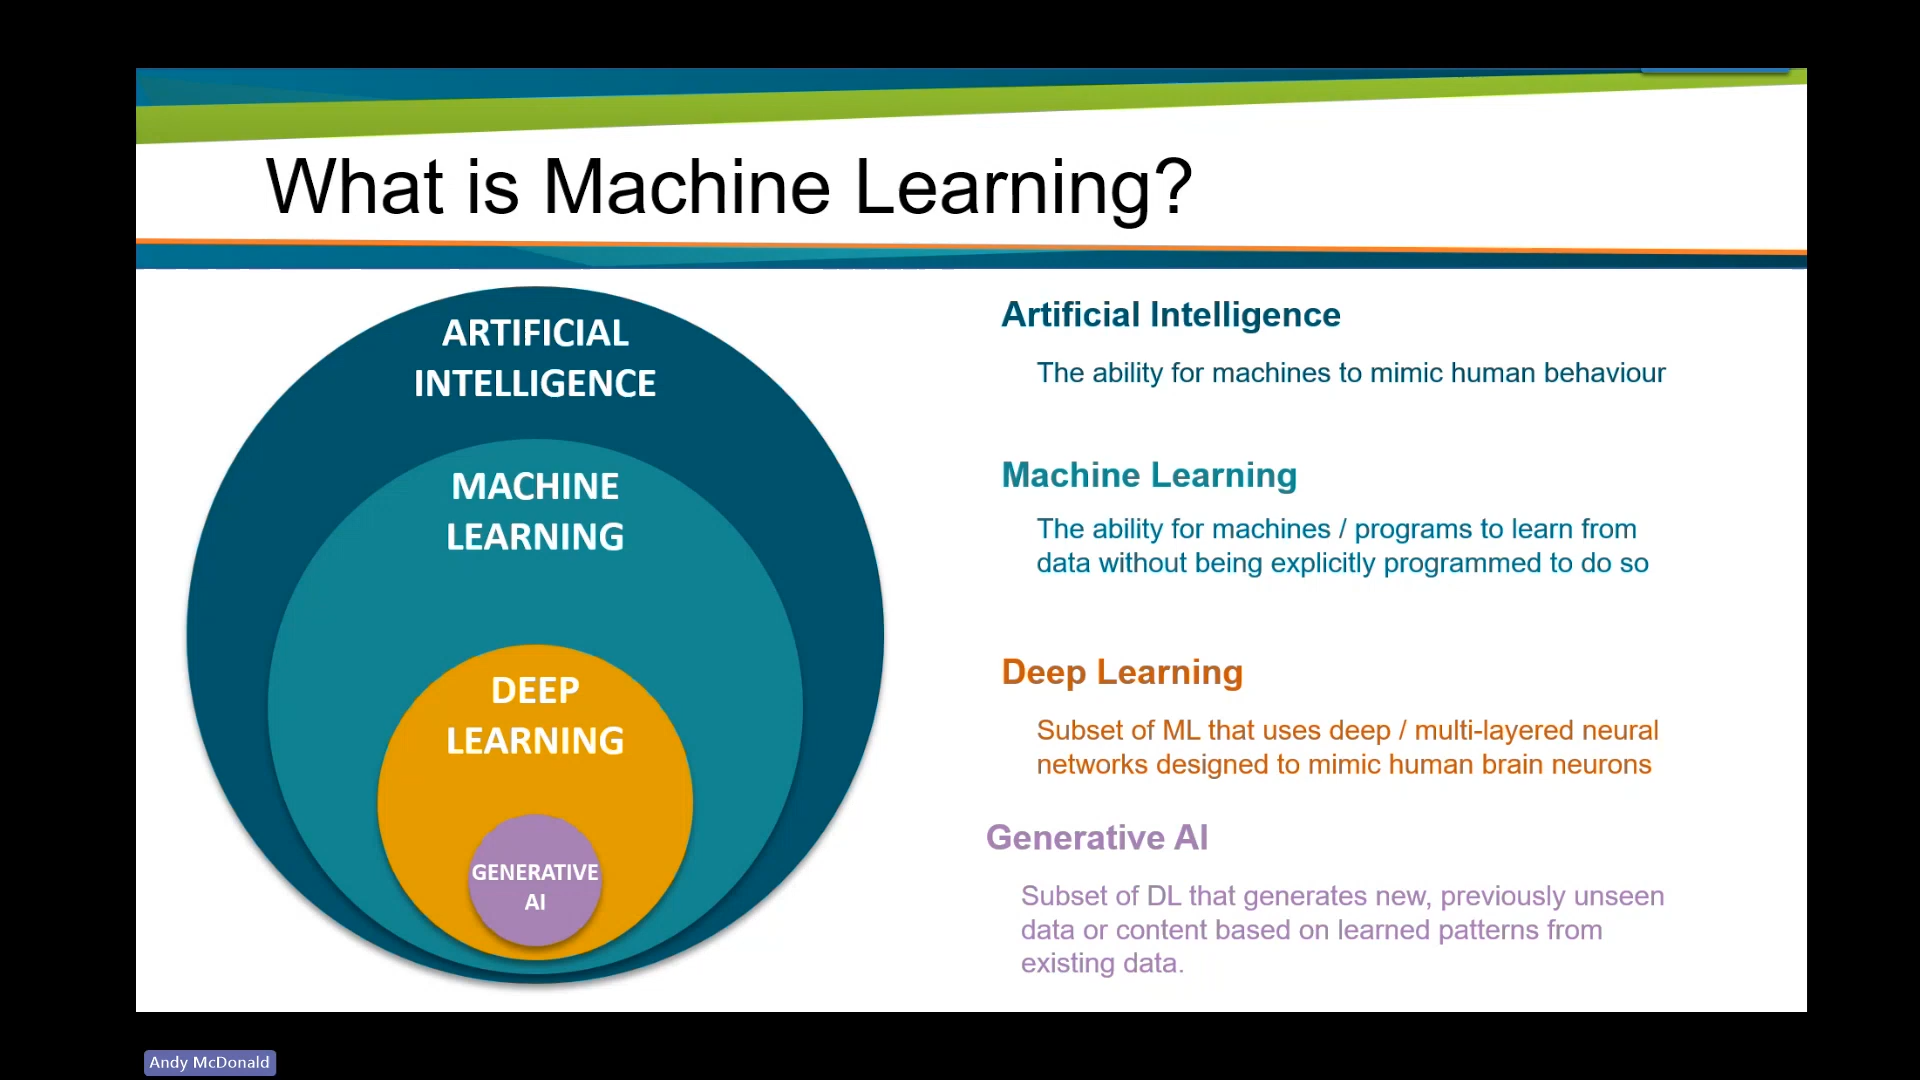 What is Machine Learning?
ARTIFICIAL
INTELLIGENCE
MACHINE
LEARNING
DEEP
LEARNING
GENERATIVE
AI
Artificial Intelligence
The ability for machines to mimic human behaviour
Machine Learning
The ability for machines / programs to learn from
data without being explicitly programmed to do so
Deep Learning
Subset of ML that uses deep / multi-layered neural
networks designed to mimic human brain neurons
Generative AI
Subset of DL that generates new, previously unseen
data or content based on learned patterns from
existing data.
Andy McDonald